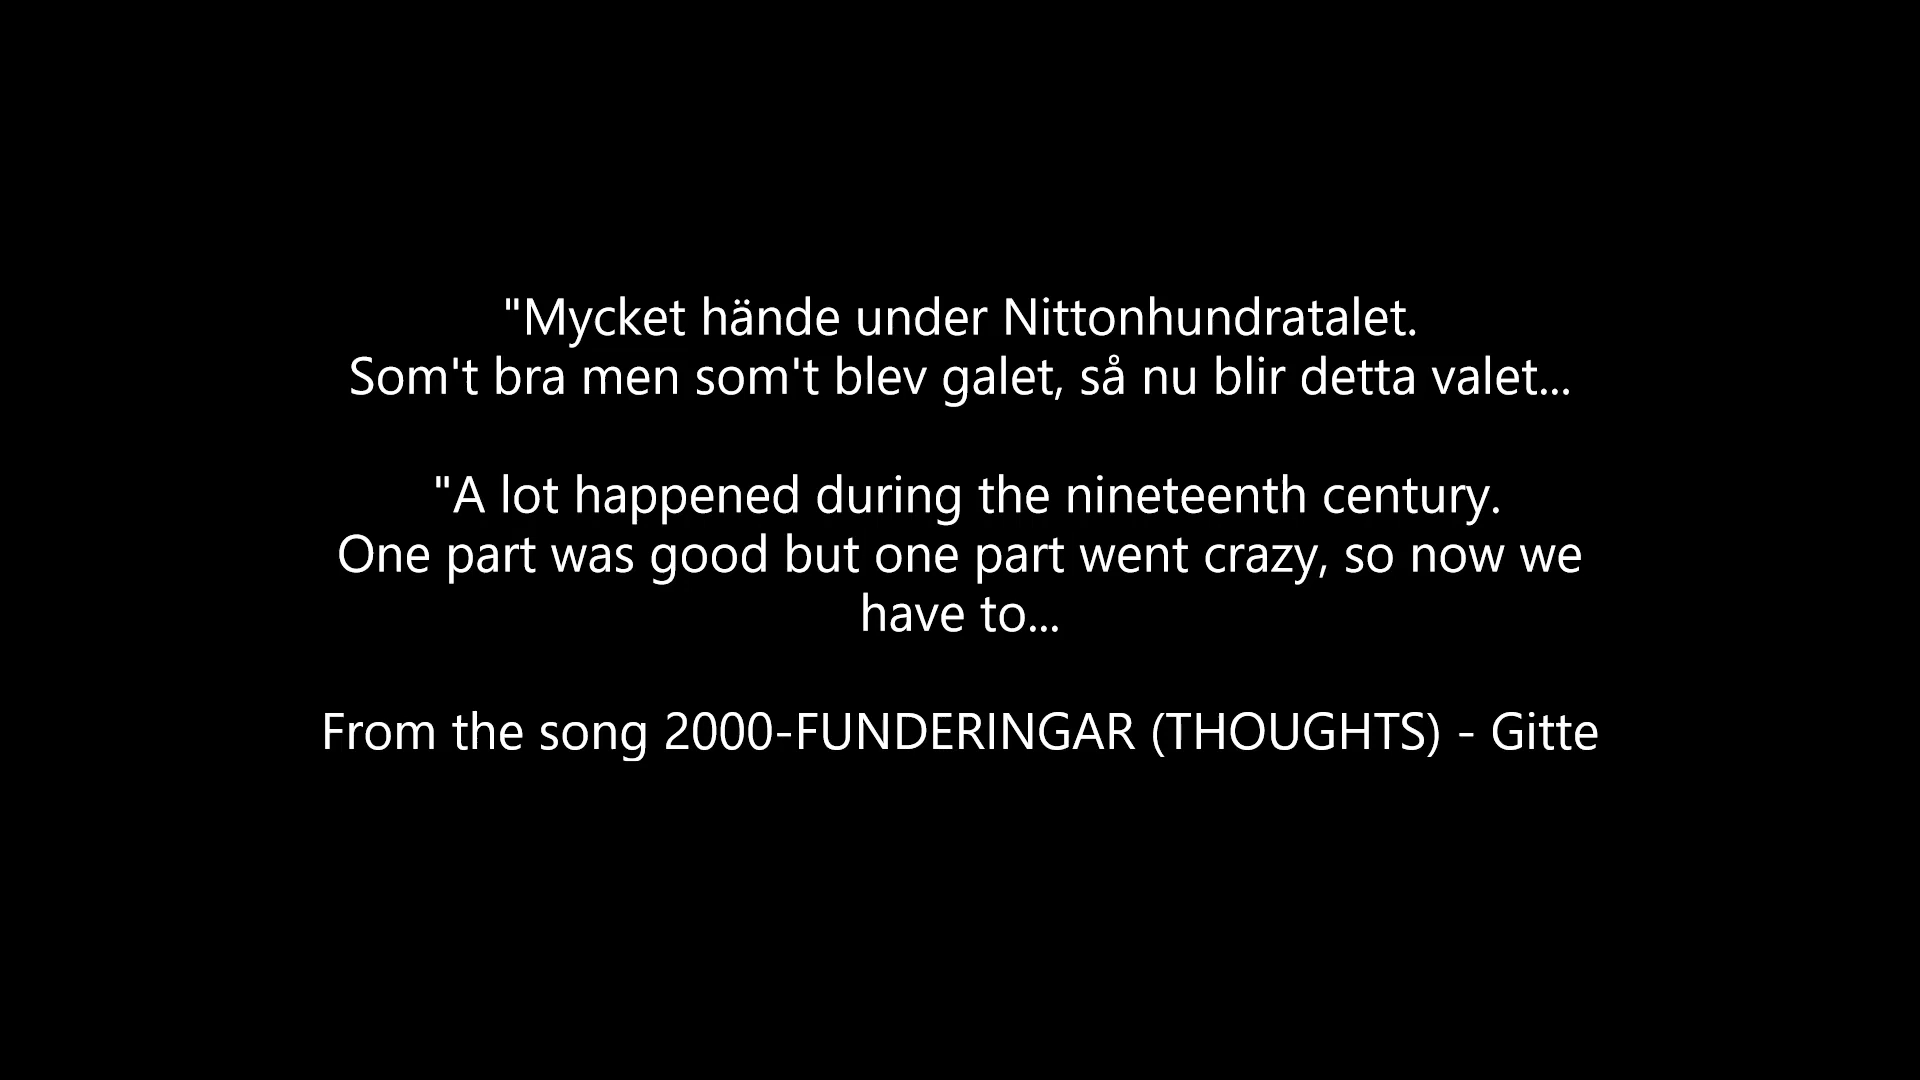 "Mycket hände under Nittonhundratalet.
Som't bra men som't blev galet, så nu blir detta valet...
"A lot happened during the nineteenth century.
One part was good but one part went crazy, so now we
have to...
From the song 2000-FUNDERINGAR (THOUGHTS) - Gitte